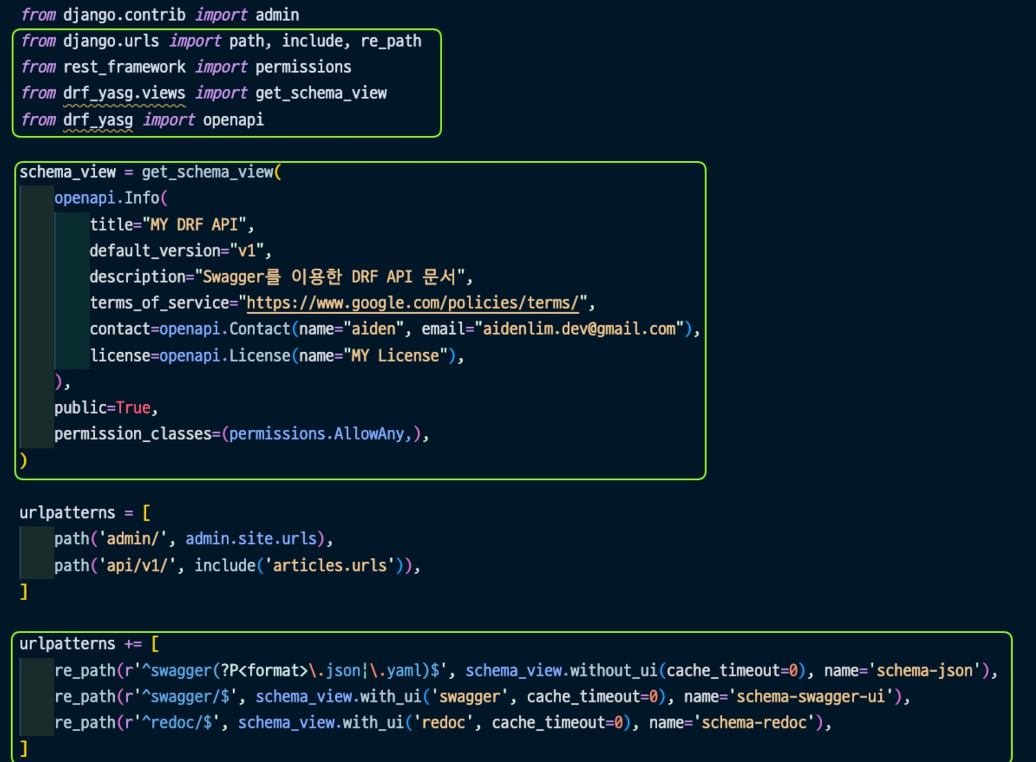 from django.contrib import admin
from django.urls import path, include, re_path
from rest_framework import permissions
from drf_yasg.views import get_schema_view
from drf_yasg import openapi
schema_view = get_schema_view(
openapi.Info(
title="MY DRF API",
default_version="v1",
description="Swagger를 이용한 DRF API 문서",
terms_of_service="https://www.google.com/policies/terms/",
contact=openapi.Contact(name="aiden", email="aidenlim.dev@gmail.com"),
license=openapi.License(name="MY License"),
),
public=True,
permission_classes=(permissions.AllowAny,),
)
urlpatterns = [
path('admin/', admin.site.urls),
path('api/v1/', include('articles.urls')),
]
urlpatterns += [
re_path(r'^swagger(?P<format>\.json|\.yaml)$', schema_view.without_ui(cache_timeout=0), name='schema-json'),
re_path(r'^swagger/$', schema_view.with_ui('swagger', cache_timeout=0), name='schema-swagger-ui'),
re_path(r'^redoc/$', schema_view.with_ui('redoc', cache_timeout=0), name='schema-redoc'),
]